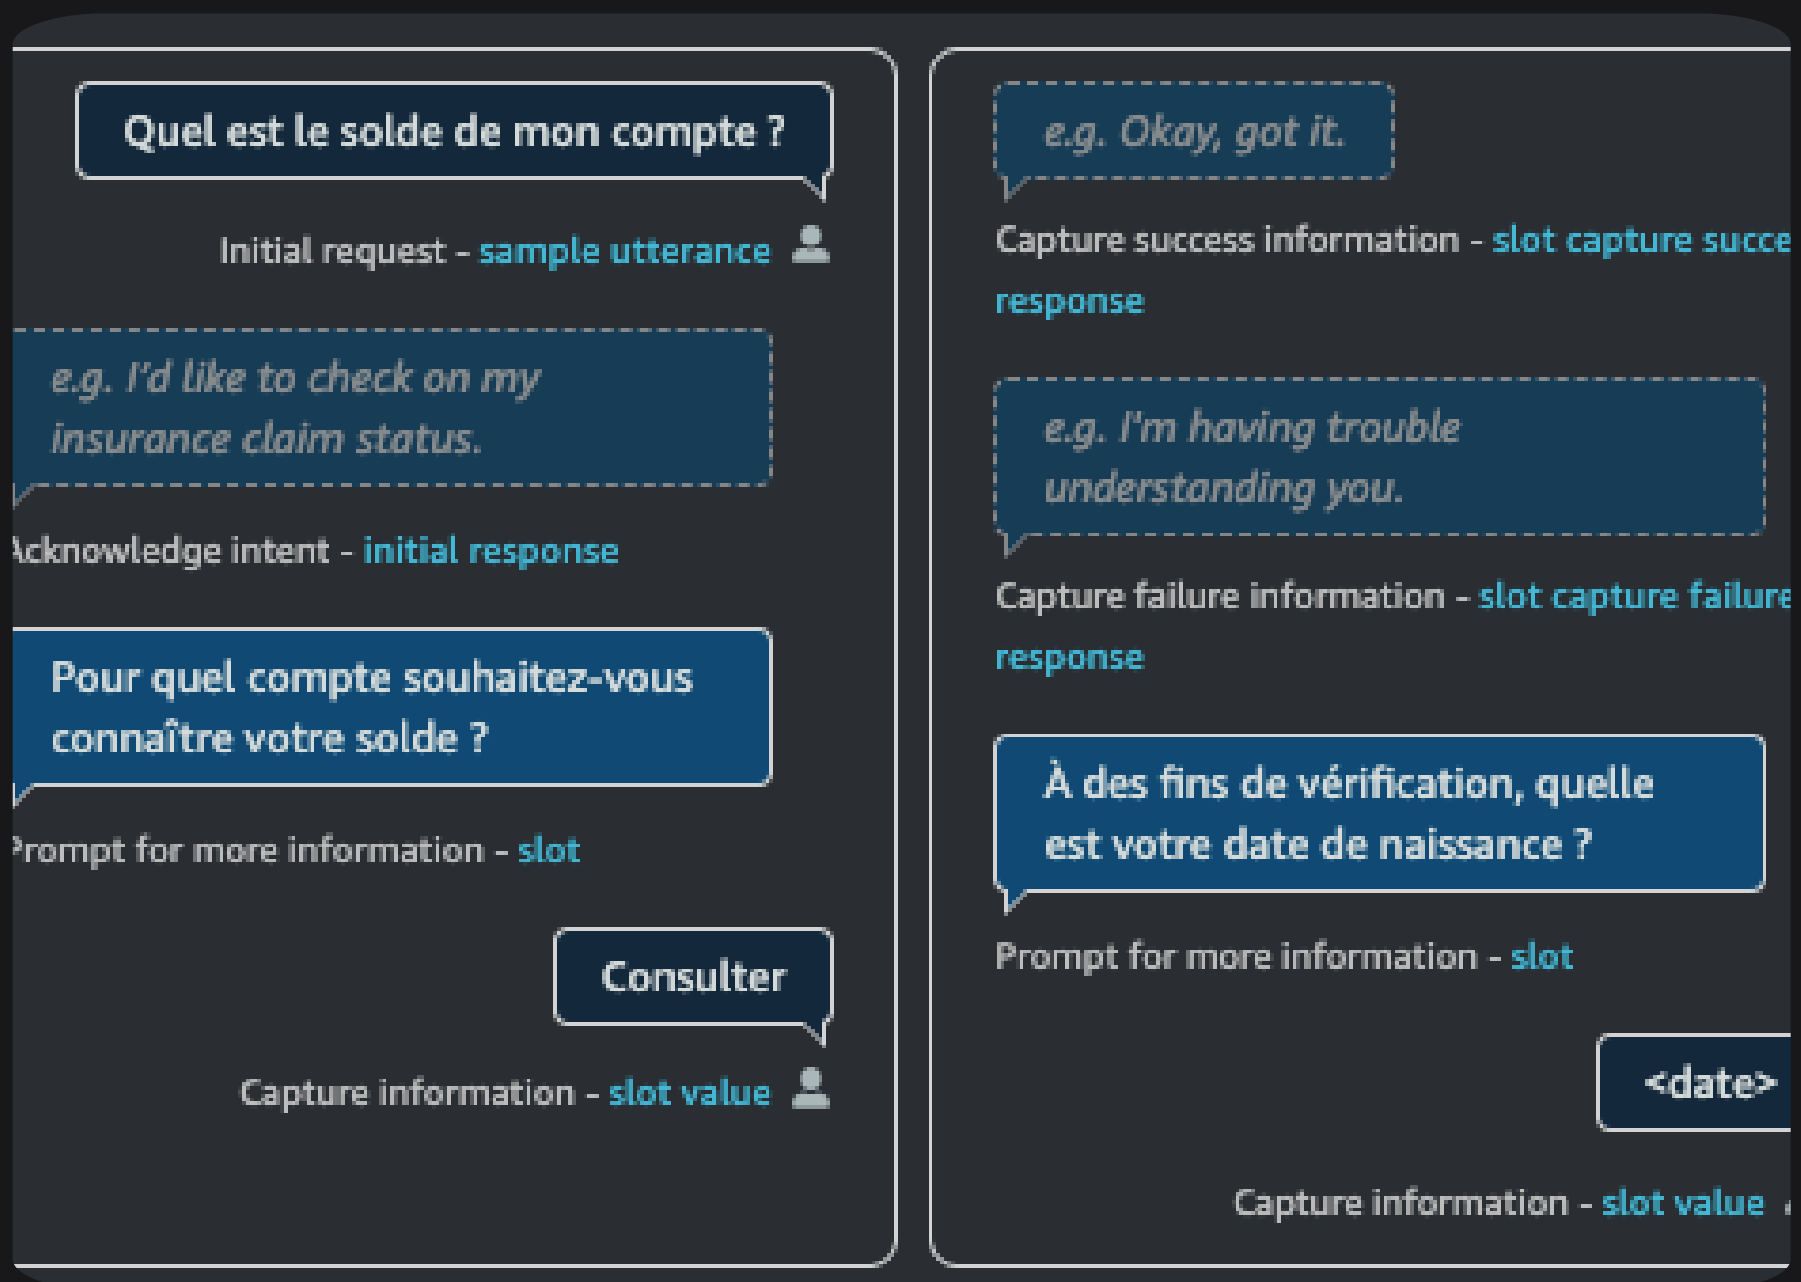 Quel est le solde de mon compte ?
Initial request - sample utterance
e.g. I'd like to check on my
insurance claim status.
Acknowledge intent - initial response
Pour quel compte souhaitez-vous
connaître votre solde ?
Prompt for more information - slot
Consulter
Capture information - slot value
e.g. Okay, got it.
Capture success information - slot capture succe
response
e.g. I'm having trouble
understanding you.
Capture failure information - slot capture failure
response
À des fins de vérification, quelle
est votre date de naissance ?
Prompt for more information - slot
<date>
Capture information - slot value